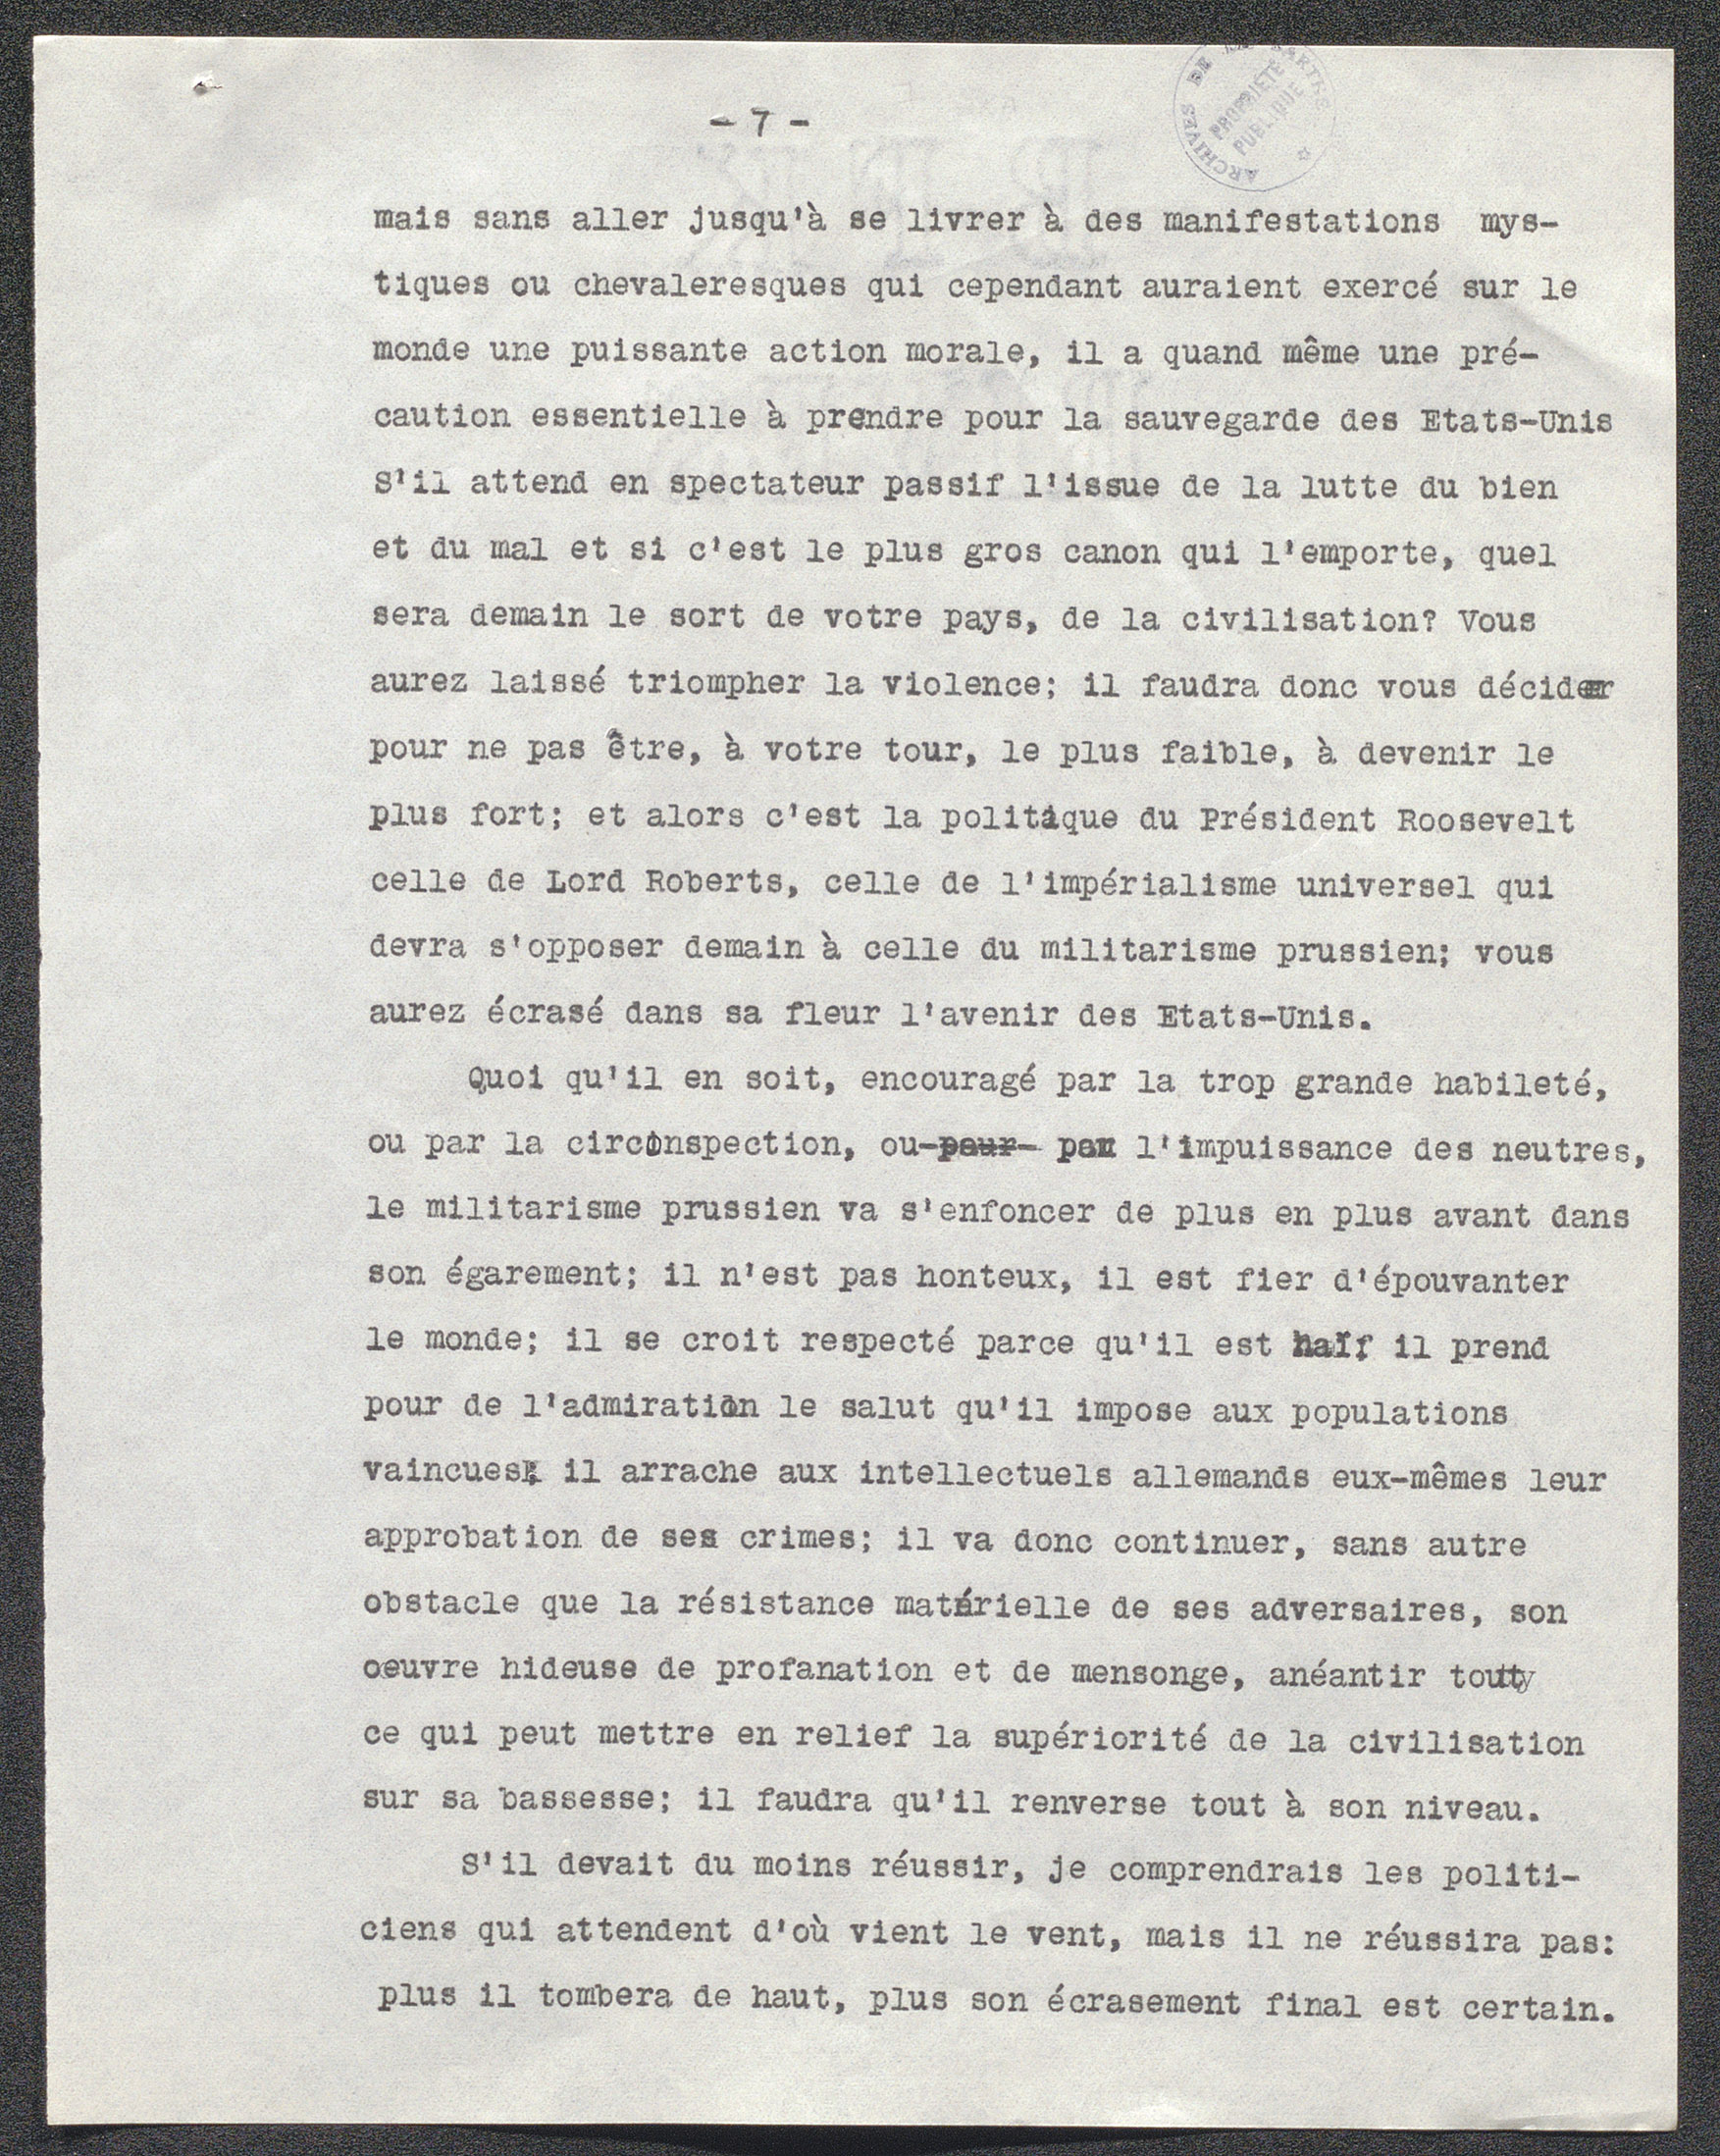 - 7 -
ARCHIVES DE LA SARTHE
PROPRIÉTÉ
PUBLIQUE
mais sans aller jusqu'à se livrer à des manifestations mys-
tiques ou chevaleresques qui cependant auraient exercé sur le
monde une puissante action morale, il a quand même une pré-
caution essentielle à prendre pour la sauvegarde des Etats-Unis
S'il attend en spectateur passif l'issue de la lutte du bien
et du mal et si c'est le plus gros canon qui l'emporte, quel
sera demain le sort de votre pays, de la civilisation? Vous
aurez laissé triompher la violence; il faudra donc vous décider
pour ne pas être, à votre tour, le plus faible, à devenir le
plus fort; et alors c'est la politique du Président Roosevelt
celle de Lord Roberts, celle de l'impérialisme universel qui
devra s'opposer demain à celle du militarisme prussien; vous
aurez écrasé dans sa fleur l'avenir des Etats-Unis.
Quoi qu'il en soit, encouragé par la trop grande habileté,
ou par la circonspection, ou-peur- par l'impuissance des neutres,
le militarisme prussien va s'enfoncer de plus en plus avant dans
son égarement; il n'est pas honteux, il est fier d'épouvanter
le monde; il se croit respecté parce qu'il est haï; il prend
pour de l'admiration le salut qu'il impose aux populations
vaincues; il arrache aux intellectuels allemands eux-mêmes leur
approbation de ses crimes; il va donc continuer, sans autre
obstacle que la résistance matérielle de ses adversaires, son
oeuvre hideuse de profanation et de mensonge, anéantir tout
ce qui peut mettre en relief la supériorité de la civilisation
sur sa bassesse; il faudra qu'il renverse tout à son niveau.
S'il devait du moins réussir, je comprendrais les politi-
ciens qui attendent d'où vient le vent, mais il ne réussira pas:
plus il tombera de haut, plus son écrasement final est certain.